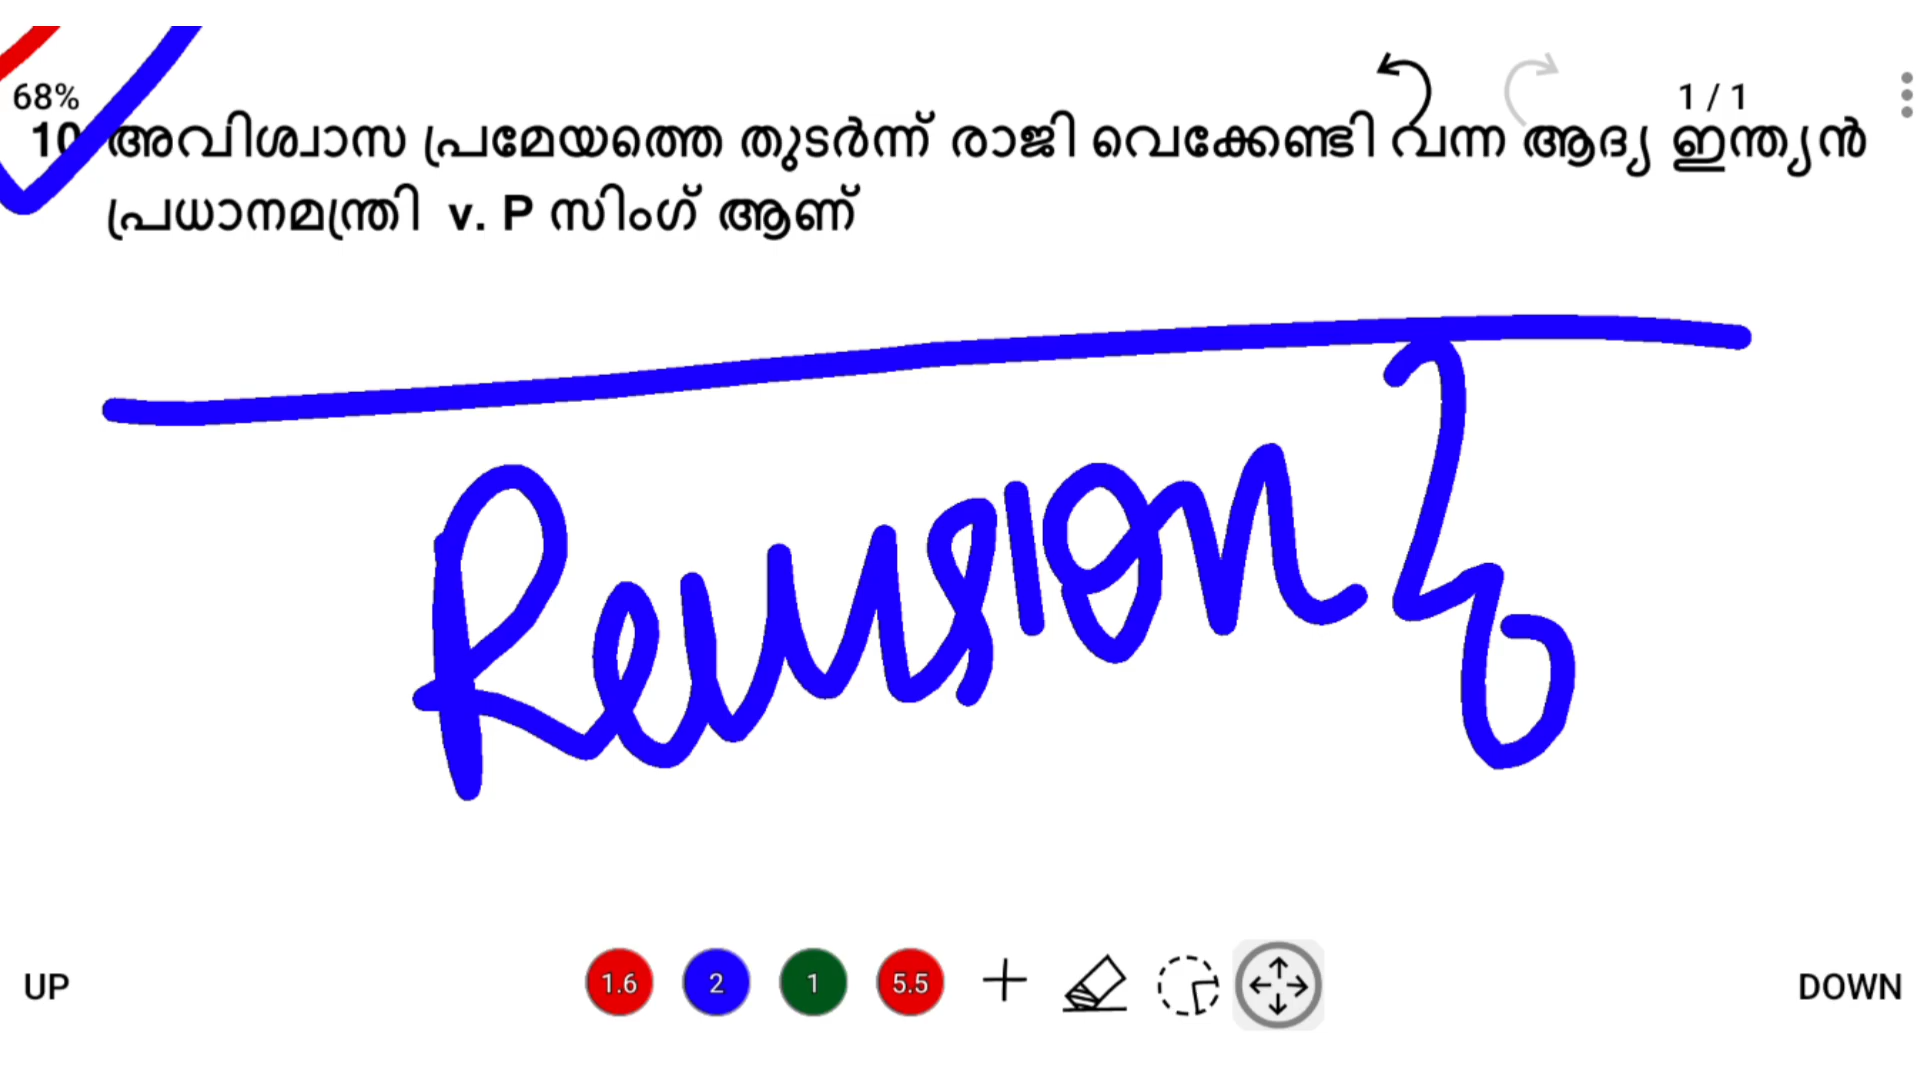 68%
1 / 1
10 അവിശ്വാസ പ്രമേയത്തെ തുടർന്ന് രാജി വെക്കേണ്ടി വന്ന ആദ്യ ഇന്ത്യൻ
പ്രധാനമന്ത്രി v. P സിംഗ് ആണ്
Revision
UP
1.6 2 1 5.5
DOWN